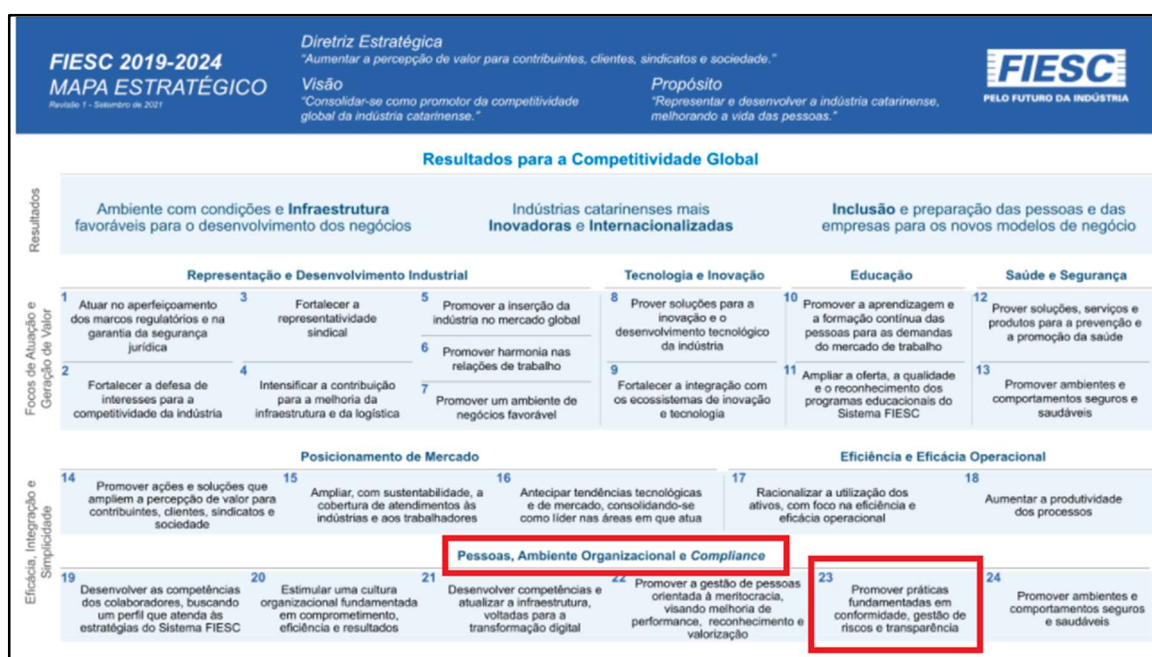 FIESC 2019-2024
MAPA ESTRATÉGICO
Revisão 1 - Setembro de 2021
Diretriz Estratégica
"Aumentar a percepção de valor para contribuintes, clientes, sindicatos e sociedade."
Visão
"Consolidar-se como promotor da competitividade
global da indústria catarinense."
Propósito
"Representar e desenvolver a indústria catarinense,
melhorando a vida das pessoas."
FIESC
PELO FUTURO DA INDÚSTRIA
Resultados para a Competitividade Global
Resultados
Ambiente com condições e Infraestrutura
favoráveis para o desenvolvimento dos negócios
Indústrias catarinenses mais
Inovadoras e Internacionalizadas
Inclusão e preparação das pessoas e das
empresas para os novos modelos de negócio
Focos de Atuação e
Geração de Valor
Representação e Desenvolvimento Industrial
1
Atuar no aperfeiçoamento
dos marcos regulatórios e na
garantia da segurança
jurídica
2
Fortalecer a defesa de
interesses para a
competitividade da indústria
3
Fortalecer a
representatividade
sindical
4
Intensificar a contribuição
para a melhoria da
infraestrutura e da logística
5
Promover a inserção da
indústria no mercado global
6
Promover harmonia nas
relações de trabalho
7
Promover um ambiente de
negócios favorável
Tecnologia e Inovação
8
Prover soluções para a
inovação e o
desenvolvimento tecnológico
da indústria
9
Fortalecer a integração com
os ecossistemas de inovação
e tecnologia
Educação
10
Promover a aprendizagem e
a formação contínua das
pessoas para as demandas
do mercado de trabalho
11
Ampliar a oferta, a qualidade
e o reconhecimento dos
programas educacionais do
Sistema FIESC
Saúde e Segurança
12
Prover soluções, serviços e
produtos para a prevenção e
a promoção da saúde
13
Promover ambientes e
comportamentos seguros e
saudáveis
Eficácia, Integração e
Simplicidade
Posicionamento de Mercado
14
Promover ações e soluções que
ampliem a percepção de valor para
contribuintes, clientes, sindicatos e
sociedade
15
Ampliar, com sustentabilidade, a
cobertura de atendimentos às
indústrias e aos trabalhadores
16
Antecipar tendências tecnológicas
e de mercado, consolidando-se
como líder nas áreas em que atua
Eficiência e Eficácia Operacional
17
Racionalizar a utilização dos
ativos, com foco na eficiência e
eficácia operacional
18
Aumentar a produtividade
dos processos
Pessoas, Ambiente Organizacional e Compliance
19
Desenvolver as competências
dos colaboradores, buscando
um perfil que atenda às
estratégias do Sistema FIESC
20
Estimular uma cultura
organizacional fundamentada
em comprometimento,
eficiência e resultados
21
Desenvolver competências e
atualizar a infraestrutura,
voltadas para a
transformação digital
22
Promover a gestão de pessoas
orientada à meritocracia,
visando melhoria de
performance, reconhecimento e
valorização
23
Promover práticas
fundamentadas em
conformidade, gestão de
riscos e transparência
24
Promover ambientes e
comportamentos seguros
e saudáveis